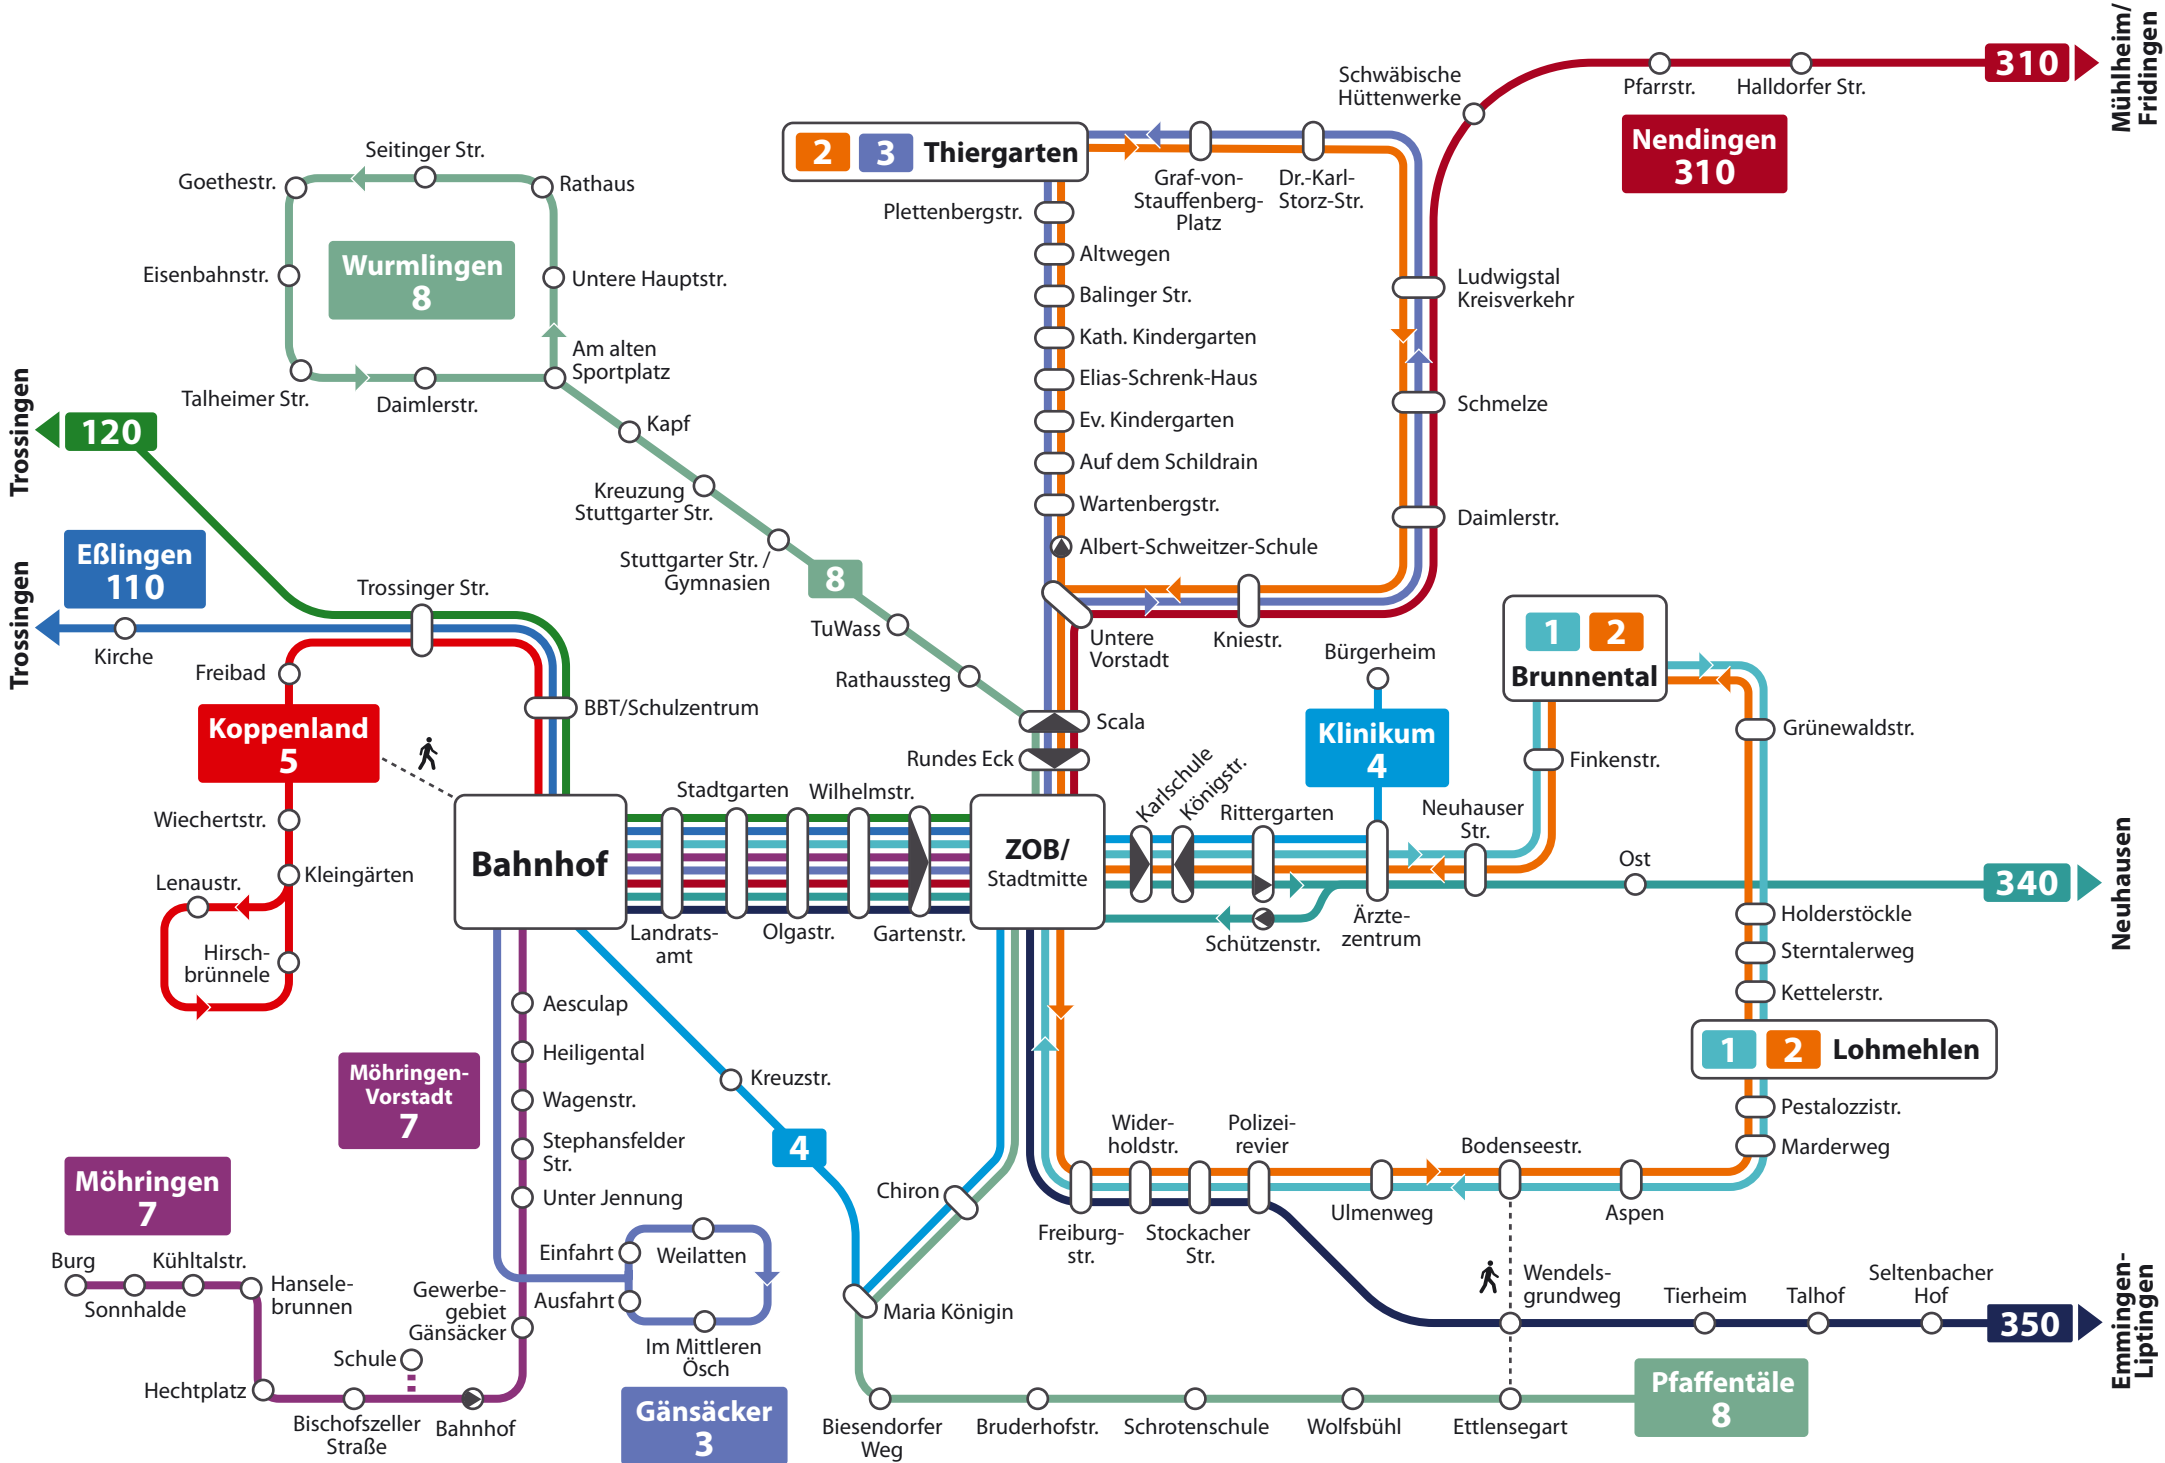 310
Mühlheim/
Fridingen
Schwäbische
Hüttenwerke
Pfarrstr.
Halldorfer Str.
Nendingen
310
2 3 Thiergarten
Graf-von-
Stauffenberg-
Platz
Dr.-Karl-
Storz-Str.
Plettenbergstr.
Altwegen
Balinger Str.
Kath. Kindergarten
Elias-Schrenk-Haus
Ev. Kindergarten
Auf dem Schildrain
Wartenbergstr.
Albert-Schweitzer-Schule
Ludwigstal
Kreisverkehr
Schmelze
Daimlerstr.
Untere
Vorstadt
Kniestr.
Seitinger Str.
Goethestr.
Rathaus
Wurmlingen
8
Eisenbahnstr.
Untere Hauptstr.
Am alten
Sportplatz
Talheimer Str.
Daimlerstr.
Kapf
Kreuzung
Stuttgarter Str.
Stuttgarter Str. /
Gymnasien
8
TuWass
Rathaussteg
Scala
Rundes Eck
Trossingen
120
Eßlingen
110
Trossingen
Kirche
Trossinger Str.
Freibad
BBT/Schulzentrum
Koppenland
5
Wiechertstr.
Kleingärten
Lenaustr.
Hirsch-
brünnele
Bahnhof
Stadtgarten
Wilhelmstr.
Landrats-
amt
Olgastr.
Gartenstr.
ZOB/
Stadtmitte
Karlschule
Königstr.
Rittergarten
Schützenstr.
Bürgerheim
Klinikum
4
Ärzte-
zentrum
Neuhauser
Str.
1 2
Brunnental
Finkenstr.
Grünewaldstr.
Ost
340
Neuhausen
Holderstöckle
Sterntalerweg
Kettelerstr.
1 2 Lohmehlen
Pestalozzistr.
Marderweg
Aesculap
Heiligental
Wagenstr.
Stephansfelder
Str.
Unter Jennung
Möhringen-
Vorstadt
7
Möhringen
7
Burg
Sonnhalde
Kühltalstr.
Hansele-
brunnen
Hechtplatz
Bischofszeller
Straße
Schule
Bahnhof
Gewerbe-
gebiet
Gänsäcker
Einfahrt
Ausfahrt
Weilatten
Im Mittleren
Ösch
Gänsäcker
3
Kreuzstr.
4
Chiron
Maria Königin
Freiburg-
str.
Wider-
holdstr.
Stockacher
Str.
Polizei-
revier
Ulmenweg
Bodenseestr.
Aspen
Wendels-
grundweg
Tierheim
Talhof
Seltenbacher
Hof
350
Emmingen-
Liptingen
Biesendorfer
Weg
Bruderhofstr.
Schrotenschule
Wolfsbühl
Ettlensegart
Pfaffentäle
8